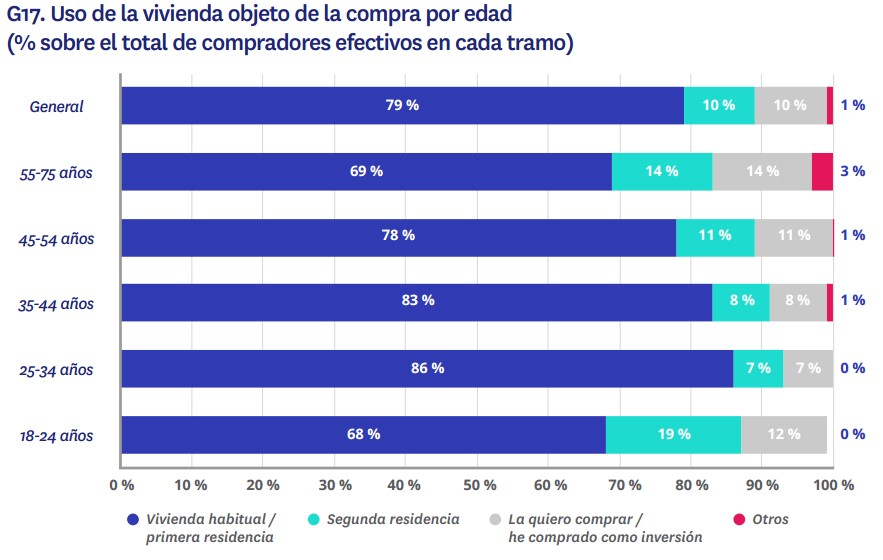 G17. Uso de la vivienda objeto de la compra por edad
(% sobre el total de compradores efectivos en cada tramo)
General 79 % 10 % 10 % 1 %
55-75 años 69 % 14 % 14 % 3 %
45-54 años 78 % 11 % 11 % 1 %
35-44 años 83 % 8 % 8 % 1 %
25-34 años 86 % 7 % 7 % 0 %
18-24 años 68 % 19 % 12 % 0 %
0 % 10 % 20 % 30 % 40 % 50 % 60 % 70 % 80 % 90 % 100 %
Vivienda habitual / Segunda residencia La quiero comprar / Otros
primera residencia he comprado como inversión